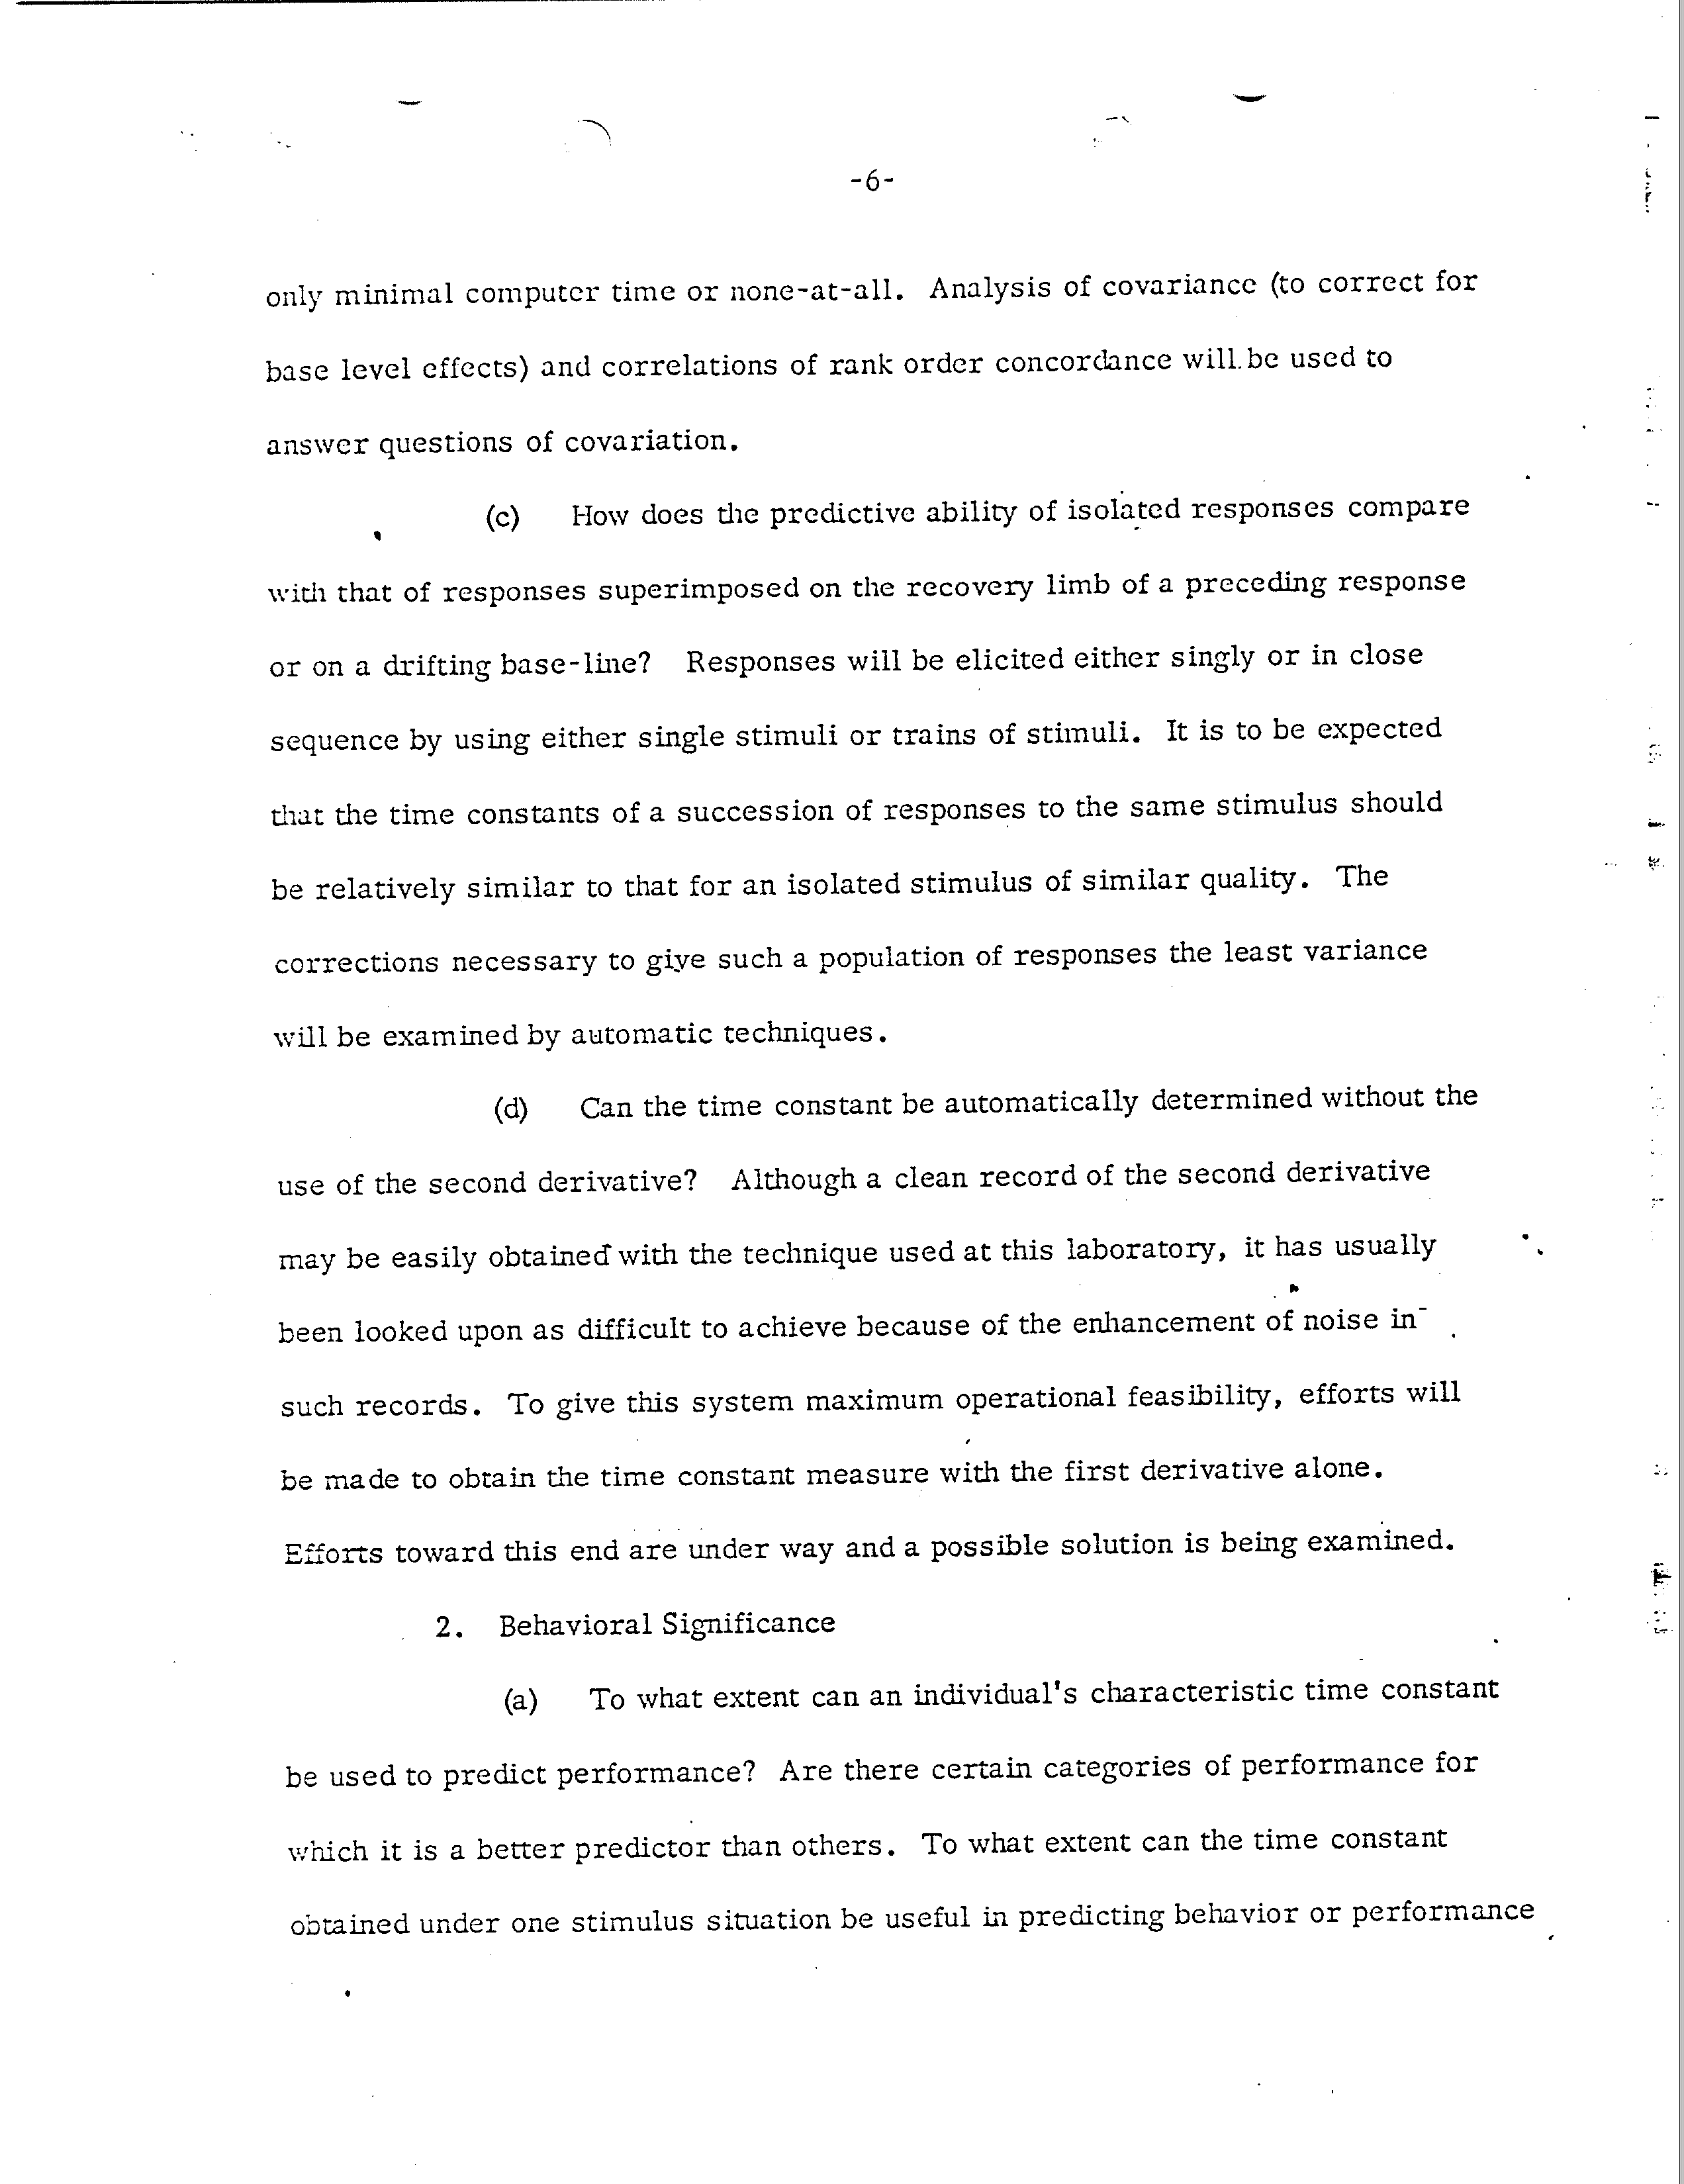 -6-
only minimal computer time or none-at-all. Analysis of covariance (to correct for
base level effects) and correlations of rank order concordance will be used to
answer questions of covariation.
(c) How does the predictive ability of isolated responses compare
with that of responses superimposed on the recovery limb of a preceding response
or on a drifting base-line? Responses will be elicited either singly or in close
sequence by using either single stimuli or trains of stimuli. It is to be expected
that the time constants of a succession of responses to the same stimulus should
be relatively similar to that for an isolated stimulus of similar quality. The
corrections necessary to give such a population of responses the least variance
will be examined by automatic techniques.
(d) Can the time constant be automatically determined without the
use of the second derivative? Although a clean record of the second derivative
may be easily obtained with the technique used at this laboratory, it has usually
been looked upon as difficult to achieve because of the enhancement of noise in
such records. To give this system maximum operational feasibility, efforts will
be made to obtain the time constant measure with the first derivative alone.
Efforts toward this end are under way and a possible solution is being examined.
2. Behavioral Significance
(a) To what extent can an individual's characteristic time constant
be used to predict performance? Are there certain categories of performance for
which it is a better predictor than others. To what extent can the time constant
obtained under one stimulus situation be useful in predicting behavior or performance